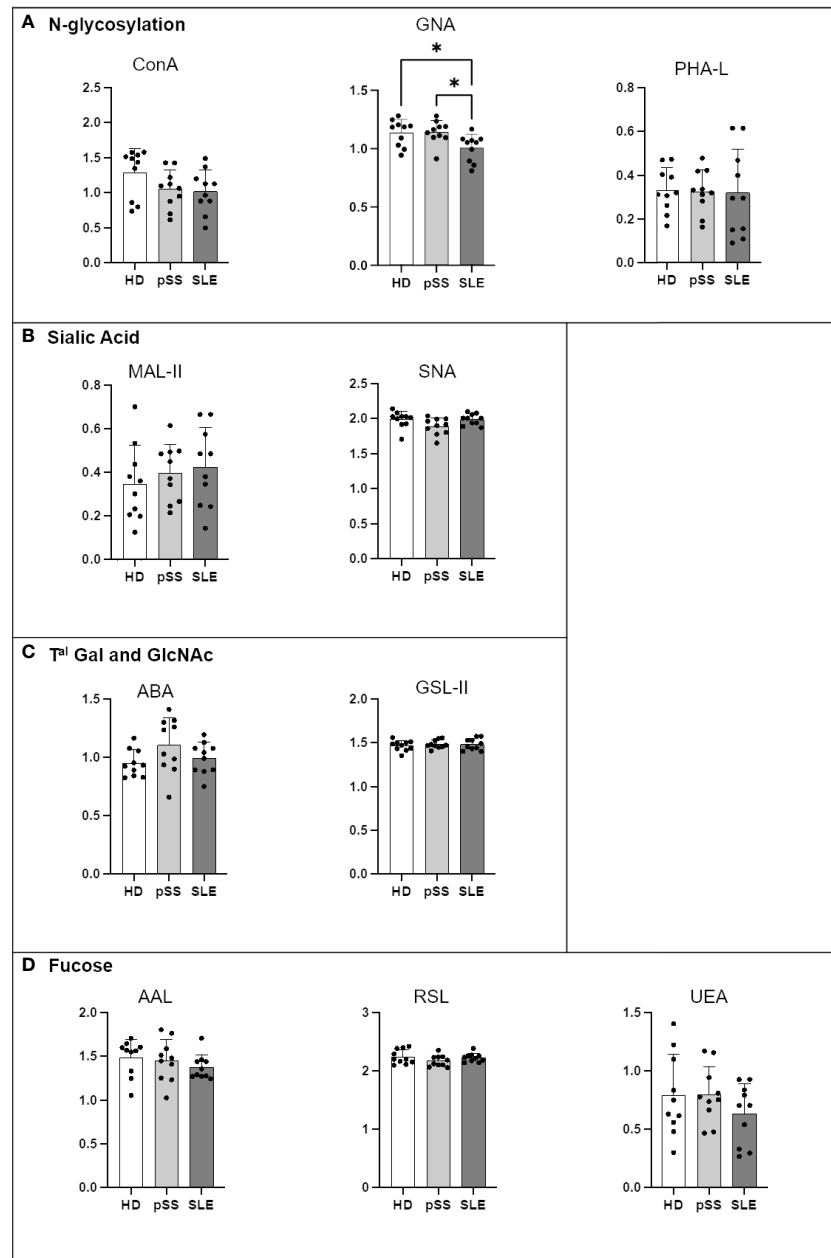 A N-glycosylation
ConA
2.5
2.0
1.5
1.0
0.5
0.0
HD pSS SLE
GNA
*
*
1.5
1.0
0.5
0.0
HD pSS SLE
PHA-L
0.8
0.6
0.4
0.2
0.0
HD pSS SLE
B Sialic Acid
MAL-II
0.8
0.6
0.4
0.2
0.0
HD pSS SLE
SNA
2.5
2.0
1.5
1.0
0.5
0.0
HD pSS SLE
C Tᵃˡ Gal and GlcNAc
ABA
1.5
1.0
0.5
0.0
HD pSS SLE
GSL-II
2.0
1.5
1.0
0.5
0.0
HD pSS SLE
D Fucose
AAL
2.0
1.5
1.0
0.5
0.0
HD pSS SLE
RSL
3
2
1
0
HD pSS SLE
UEA
1.5
1.0
0.5
0.0
HD pSS SLE